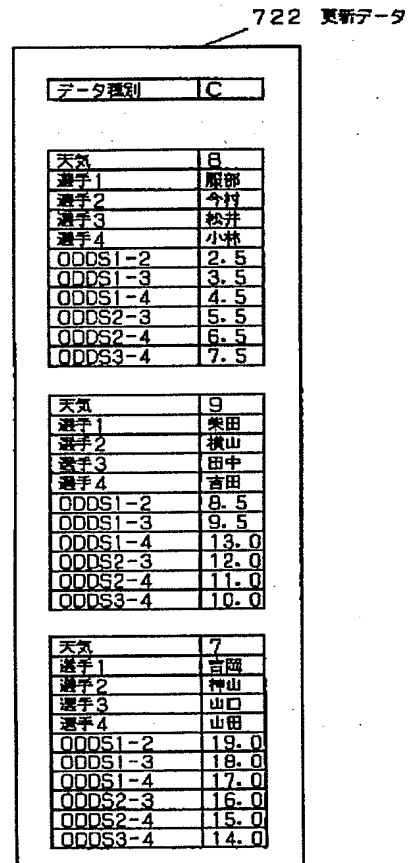 722 更新データ
データ種別 C
天気 8
選手1 服部
選手2 今村
選手3 松井
選手4 小林
ODDS1-2 2.5
ODDS1-3 3.5
ODDS1-4 4.5
ODDS2-3 5.5
ODDS2-4 6.5
ODDS3-4 7.5
天気 9
選手1 柴田
選手2 横山
選手3 田中
選手4 吉田
ODDS1-2 8.5
ODDS1-3 9.5
ODDS1-4 13.0
ODDS2-3 12.0
ODDS2-4 11.0
ODDS3-4 10.0
天気 7
選手1 吉岡
選手2 神山
選手3 山口
選手4 山田
ODDS1-2 19.0
ODDS1-3 18.0
ODDS1-4 17.0
ODDS2-3 16.0
ODDS2-4 15.0
ODDS3-4 14.0